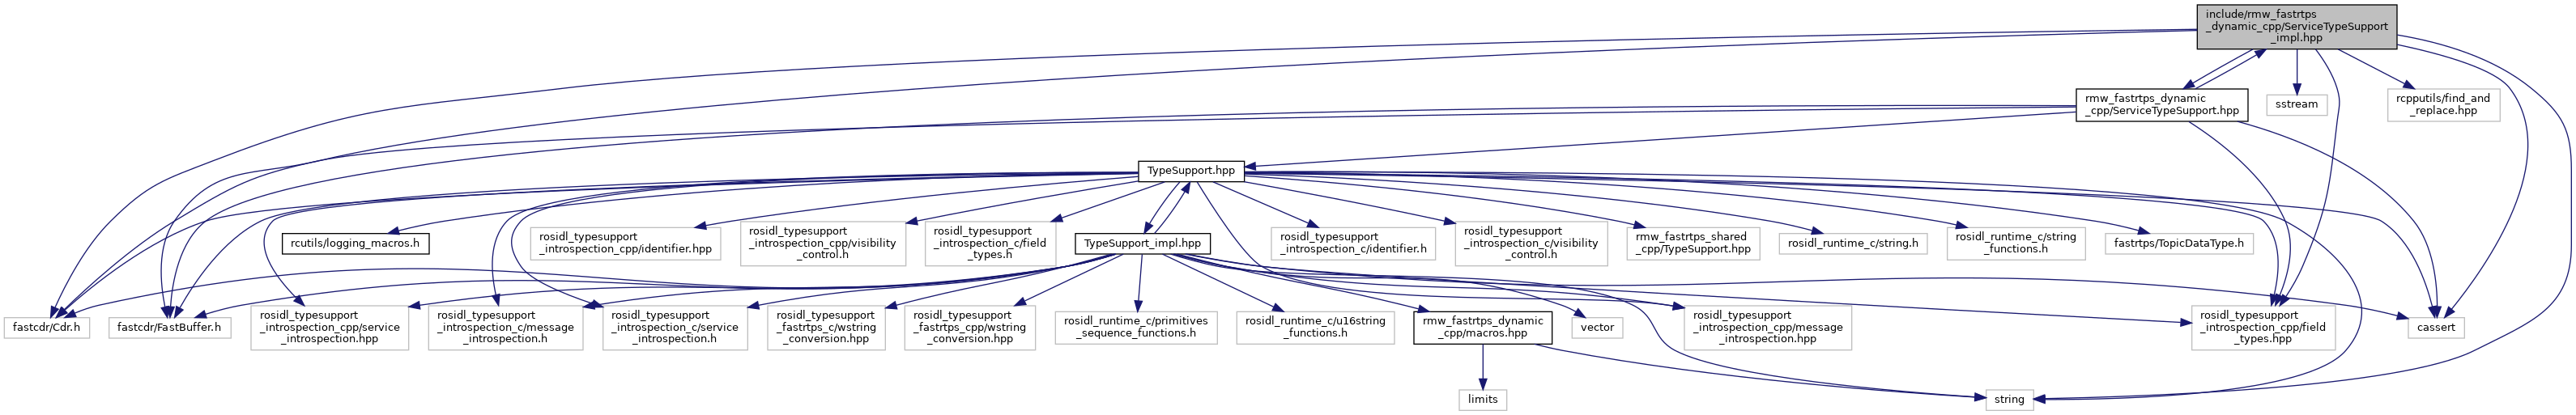 include/rmw_fastrtps
_dynamic_cpp/ServiceTypeSupport
_impl.hpp
rmw_fastrtps_dynamic
_cpp/ServiceTypeSupport.hpp
sstream
rcpputils/find_and
_replace.hpp
TypeSupport.hpp
rcutils/logging_macros.h
rosidl_typesupport
_introspection_cpp/identifier.hpp
rosidl_typesupport
_introspection_cpp/visibility
_control.h
rosidl_typesupport
_introspection_c/field
_types.h
TypeSupport_impl.hpp
rosidl_typesupport
_introspection_c/identifier.h
rosidl_typesupport
_introspection_c/visibility
_control.h
rmw_fastrtps_shared
_cpp/TypeSupport.hpp
rosidl_runtime_c/string.h
rosidl_runtime_c/string
_functions.h
fastrtps/TopicDataType.h
fastcdr/Cdr.h
fastcdr/FastBuffer.h
rosidl_typesupport
_introspection_cpp/service
_introspection.hpp
rosidl_typesupport
_introspection_c/message
_introspection.h
rosidl_typesupport
_introspection_c/service
_introspection.h
rosidl_typesupport
_fastrtps_c/wstring
_conversion.hpp
rosidl_typesupport
_fastrtps_cpp/wstring
_conversion.hpp
rosidl_runtime_c/primitives
_sequence_functions.h
rosidl_runtime_c/u16string
_functions.h
rmw_fastrtps_dynamic
_cpp/macros.hpp
vector
rosidl_typesupport
_introspection_cpp/message
_introspection.hpp
rosidl_typesupport
_introspection_cpp/field
_types.hpp
cassert
limits
string